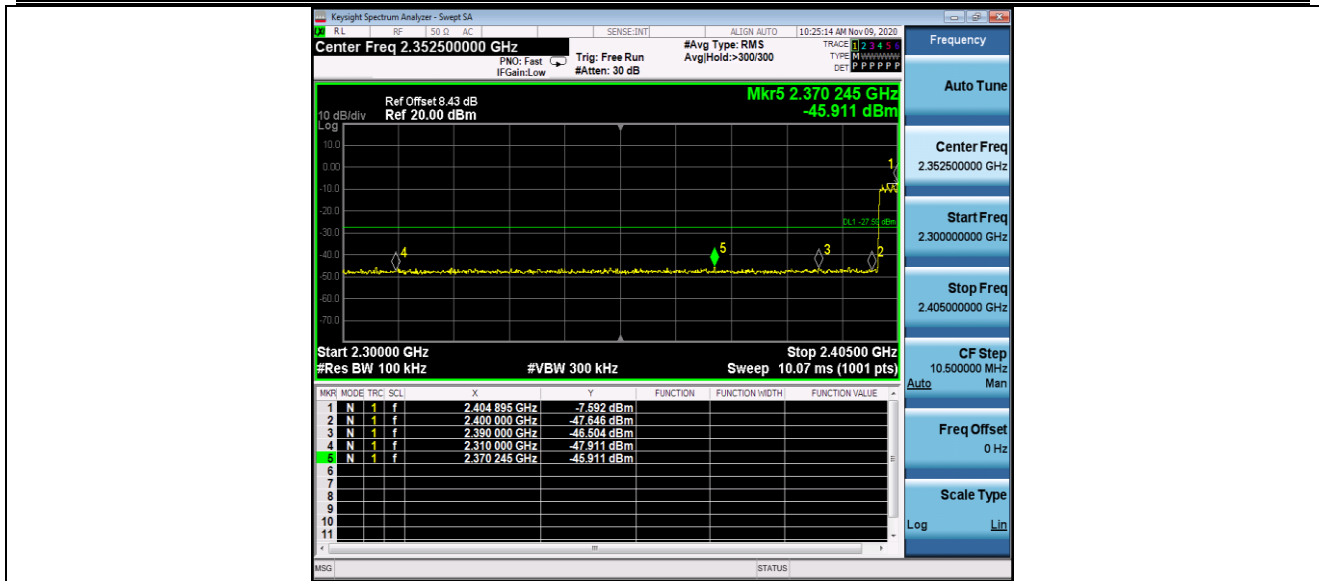 Keysight Spectrum Analyzer - Swept SA
RL RF 50 Ω AC SENSE:INT ALIGN AUTO 10:25:14 AM Nov 09, 2020
Center Freq 2.352500000 GHz
PNO: Fast
IFGain:Low
Trig: Free Run
#Atten: 30 dB
#Avg Type: RMS
Avg|Hold:>300/300
TRACE 1 2 3 4 5 6
TYPE M W W W W W
DET P P P P P P
Mkr5 2.370 245 GHz
-45.911 dBm
Ref Offset 8.43 dB
10 dB/div Ref 20.00 dBm
Log
10.0
0.00
-10.0
-20.0
-30.0
-40.0
-50.0
-60.0
-70.0
1
DL1 -27.59 dBm
4
5
3
2
Start 2.30000 GHz Stop 2.40500 GHz
#Res BW 100 kHz #VBW 300 kHz Sweep 10.07 ms (1001 pts)
MKR MODE TRC SCL X Y FUNCTION FUNCTION WIDTH FUNCTION VALUE
1 N 1 f 2.404 895 GHz -7.592 dBm
2 N 1 f 2.400 000 GHz -47.646 dBm
3 N 1 f 2.390 000 GHz -46.504 dBm
4 N 1 f 2.310 000 GHz -47.911 dBm
5 N 1 f 2.370 245 GHz -45.911 dBm
6
7
8
9
10
11
MSG STATUS
Frequency
Auto Tune
Center Freq
2.352500000 GHz
Start Freq
2.300000000 GHz
Stop Freq
2.405000000 GHz
CF Step
10.500000 MHz
Auto Man
Freq Offset
0 Hz
Scale Type
Log Lin